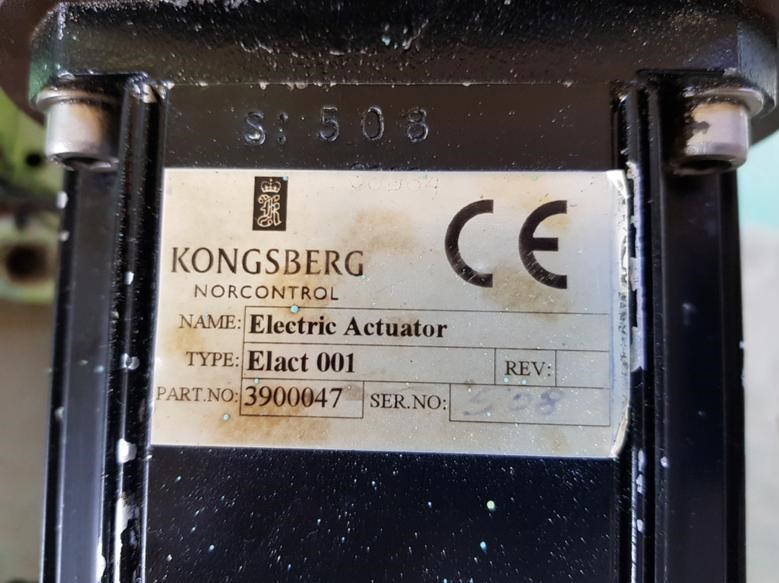 S: 508
CE
KONGSBERG
NORCONTROL
NAME: Electric Actuator
TYPE: Elact 001 REV:
PART.NO: 3900047 SER.NO: 508